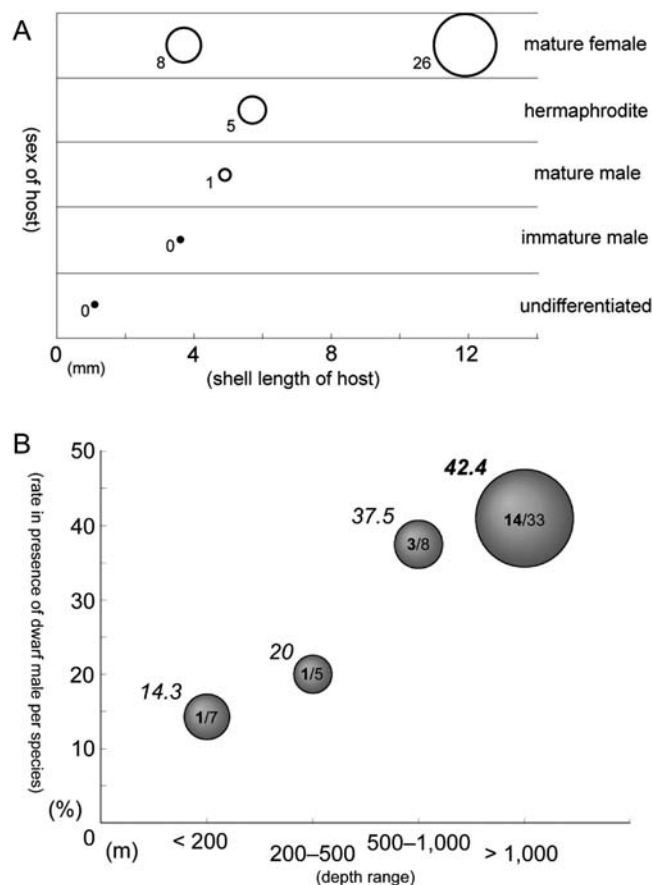 A
mature female
8
26
hermaphrodite
5
mature male
1
immature male
0
undifferentiated
0
(sex of host)
0 (mm) 4 8 12
(shell length of host)
B
50
40
30
20
10
0
(%)
(rate in presence of dwarf male per species)
42.4
14/33
37.5
3/8
20
1/5
14.3
1/7
(m) < 200 200–500 500–1,000 > 1,000
(depth range)